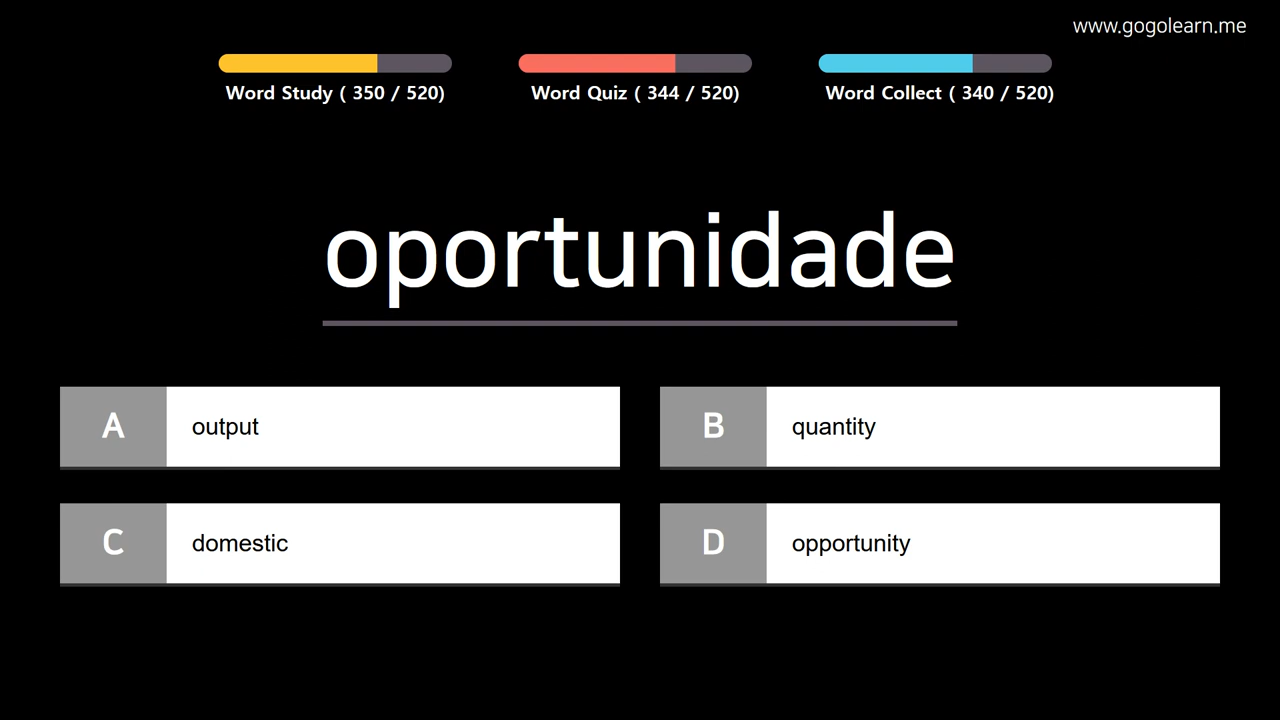 www.gogolearn.me
Word Study ( 350 / 520)
Word Quiz ( 344 / 520)
Word Collect ( 340 / 520)
oportunidade
A output
B quantity
C domestic
D opportunity